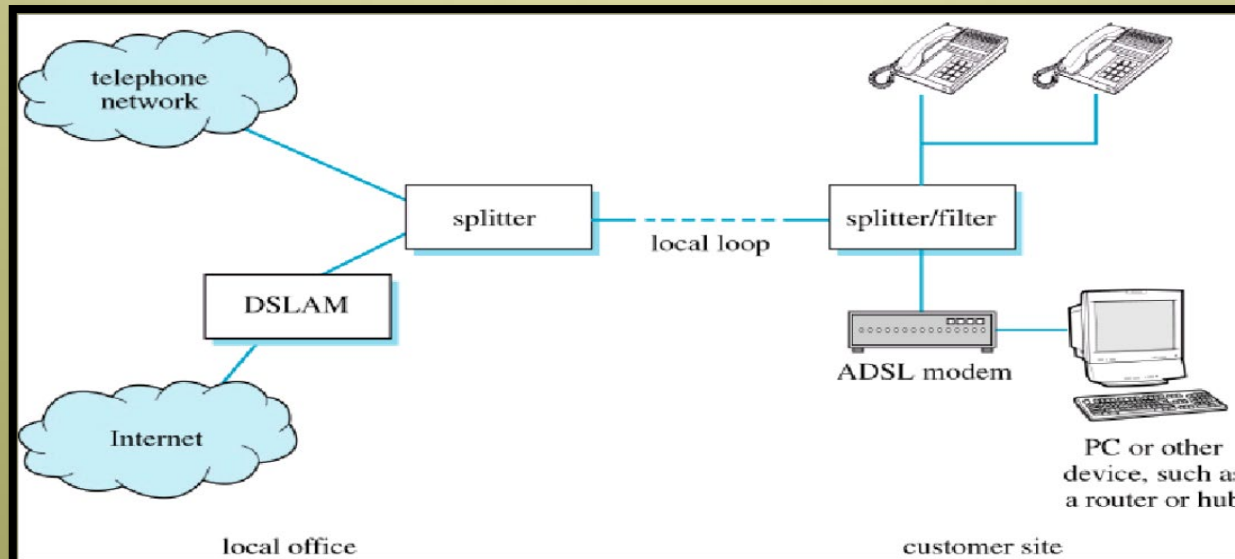 telephone
network
splitter
local loop
splitter/filter
DSLAM
ADSL modem
Internet
PC or other
device, such as
a router or hub
local office
customer site